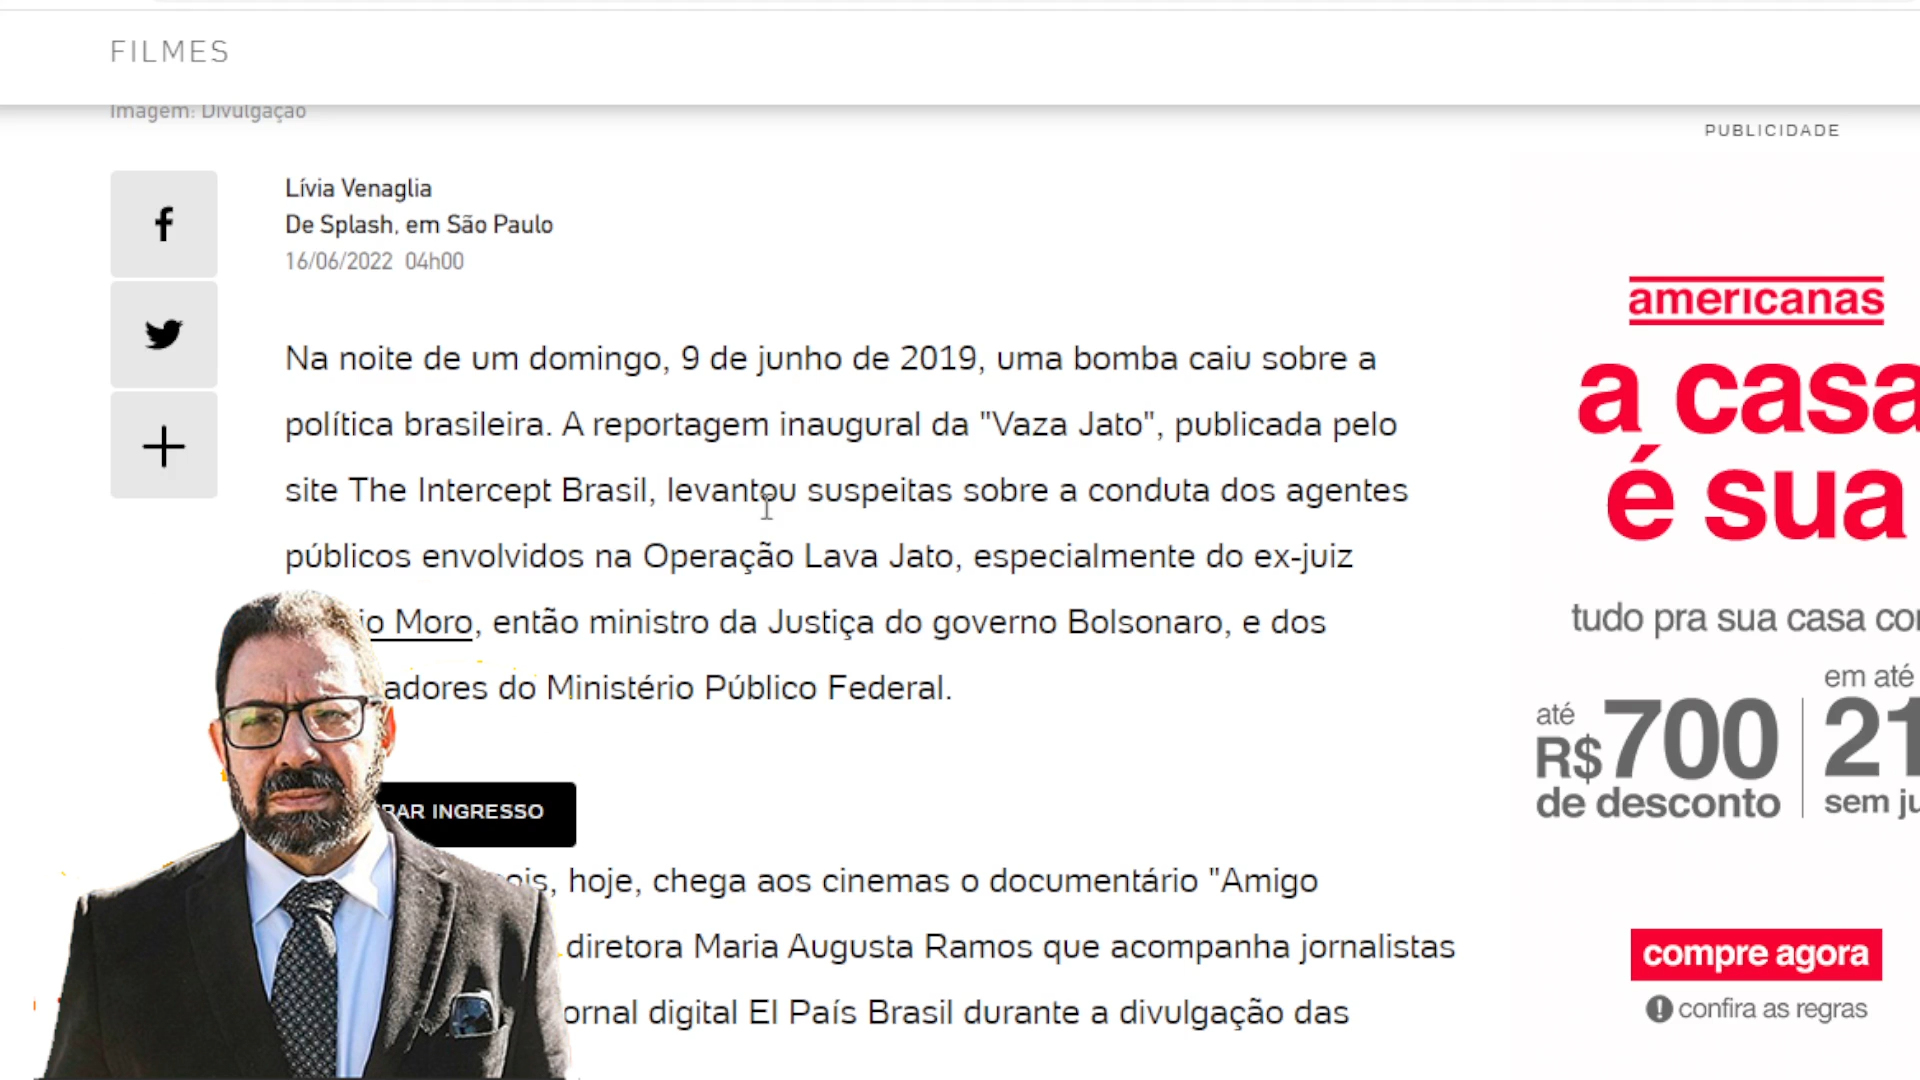 FILMES
Imagem: Divulgação
PUBLICIDADE
Lívia Venaglia
De Splash, em São Paulo
16/06/2022 04h00
Na noite de um domingo, 9 de junho de 2019, uma bomba caiu sobre a
política brasileira. A reportagem inaugural da "Vaza Jato", publicada pelo
site The Intercept Brasil, levantou suspeitas sobre a conduta dos agentes
públicos envolvidos na Operação Lava Jato, especialmente do ex-juiz
io Moro, então ministro da Justiça do governo Bolsonaro, e dos
adores do Ministério Público Federal.
RAR INGRESSO
ois, hoje, chega aos cinemas o documentário "Amigo
diretora Maria Augusta Ramos que acompanha jornalistas
ornal digital El País Brasil durante a divulgação das
americanas
a casa
é sua
tudo pra sua casa co
até
R$700
de desconto
em até
21
sem ju
compre agora
confira as regras